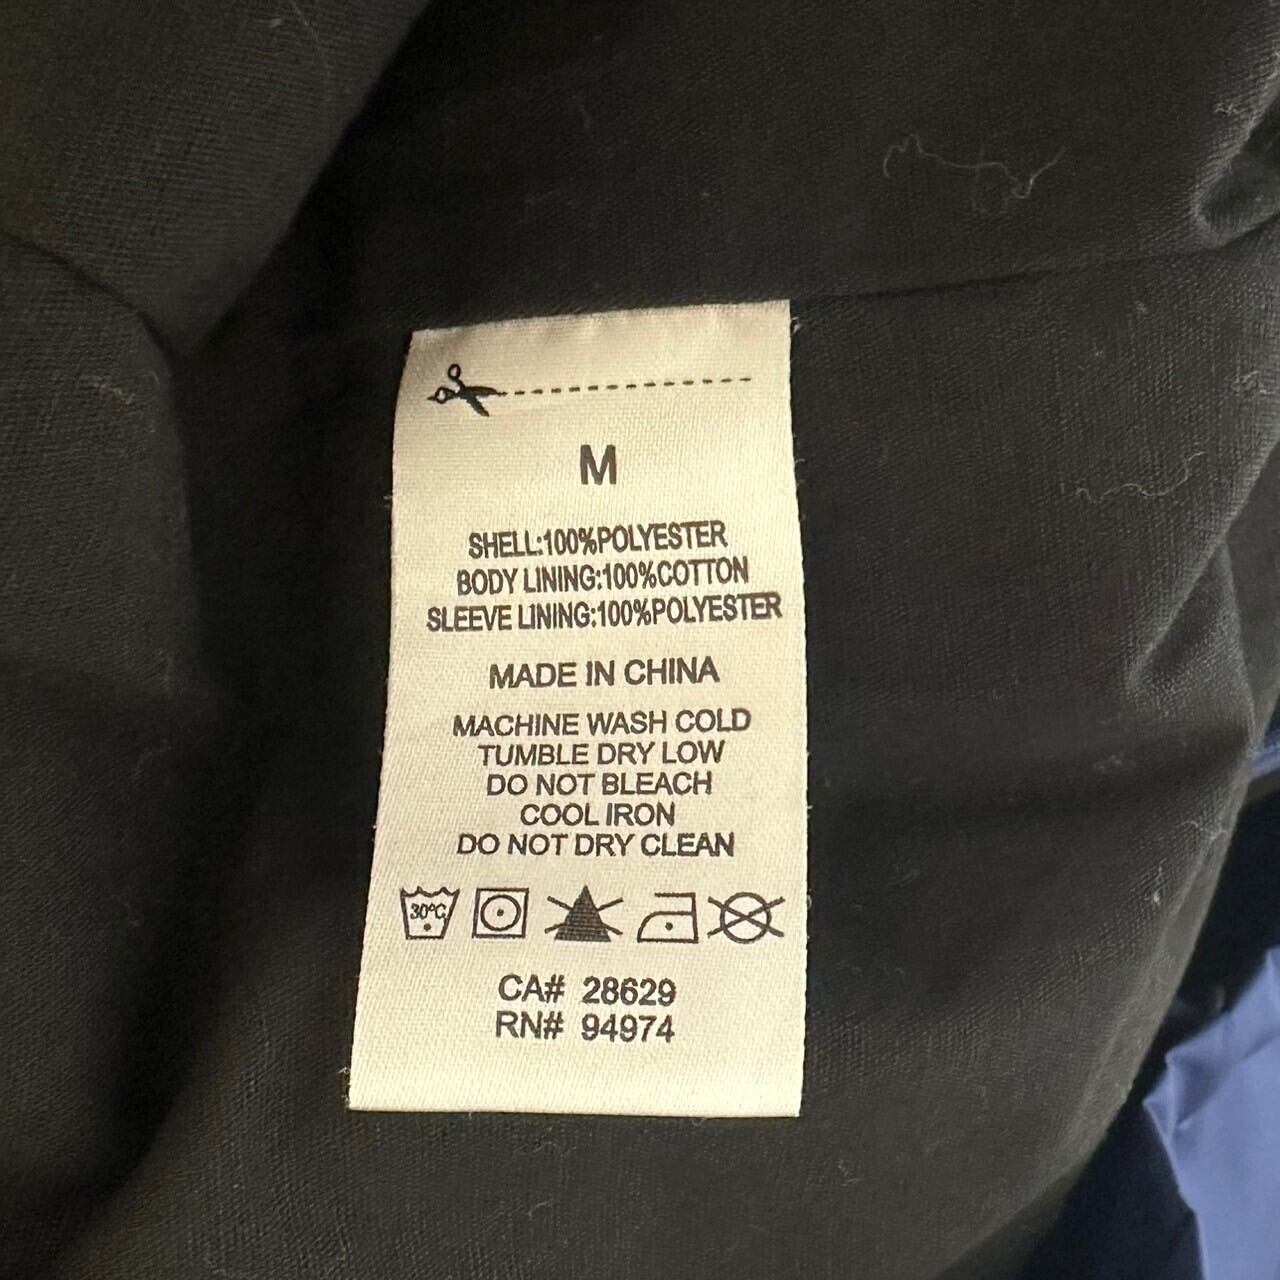 M
SHELL:100%POLYESTER
BODY LINING:100%COTTON
SLEEVE LINING:100%POLYESTER
MADE IN CHINA
MACHINE WASH COLD
TUMBLE DRY LOW
DO NOT BLEACH
COOL IRON
DO NOT DRY CLEAN
30°C
CA# 28629
RN# 94974